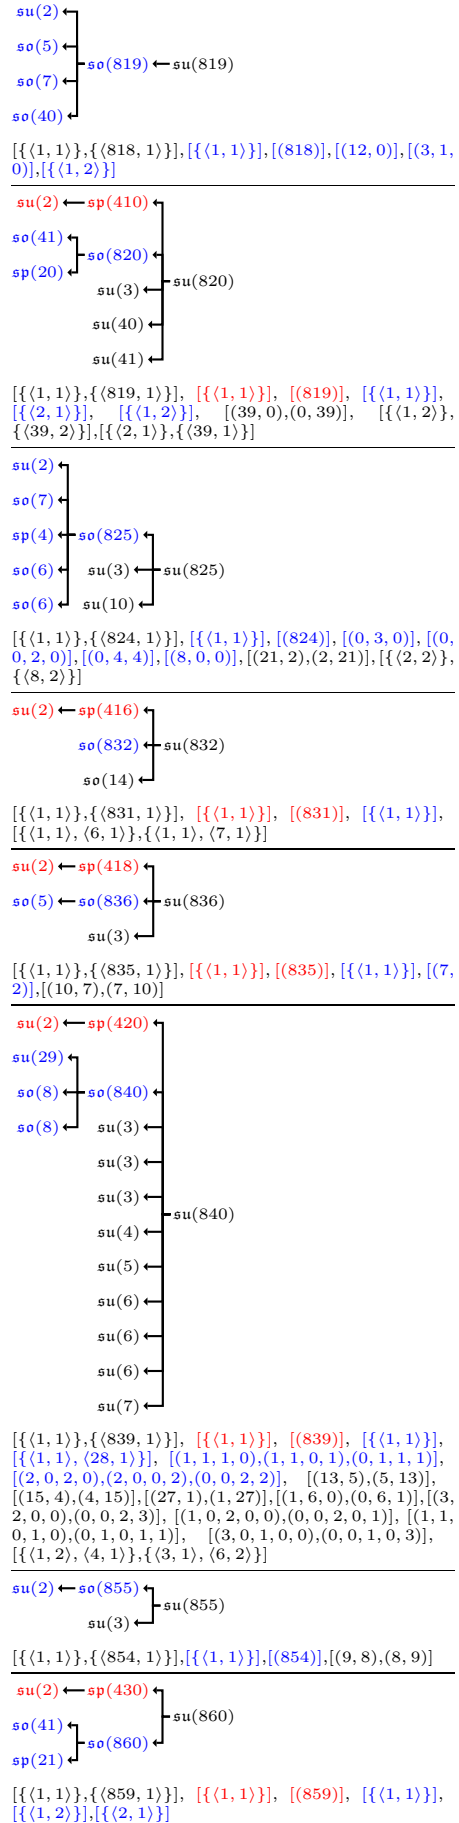 𝔰𝔲(2)
𝔰𝔬(5)
𝔰𝔬(819) 𝔰𝔲(819)
𝔰𝔬(7)
𝔰𝔬(40)
[{⟨1, 1⟩},{⟨818, 1⟩}],[{⟨1, 1⟩}],[(818)],[(12, 0)],[(3, 1,
0)],[{⟨1, 2⟩}]
𝔰𝔲(2) 𝔰𝔭(410)
𝔰𝔬(41)
𝔰𝔬(820)
𝔰𝔭(20)
𝔰𝔲(820)
𝔰𝔲(3)
𝔰𝔲(40)
𝔰𝔲(41)
[{⟨1, 1⟩},{⟨819, 1⟩}], [{⟨1, 1⟩}], [(819)], [{⟨1, 1⟩}],
[{⟨2, 1⟩}], [{⟨1, 2⟩}], [(39, 0),(0, 39)], [{⟨1, 2⟩},
{⟨39, 2⟩}],[{⟨2, 1⟩},{⟨39, 1⟩}]
𝔰𝔲(2)
𝔰𝔬(7)
𝔰𝔭(4) 𝔰𝔬(825)
𝔰𝔬(6) 𝔰𝔲(3) 𝔰𝔲(825)
𝔰𝔬(6) 𝔰𝔲(10)
[{⟨1, 1⟩},{⟨824, 1⟩}],[{⟨1, 1⟩}],[(824)],[(0, 3, 0)],[(0,
0, 2, 0)],[(0, 4, 4)],[(8, 0, 0)],[(21, 2),(2, 21)],[{⟨2, 2⟩},
{⟨8, 2⟩}]
𝔰𝔲(2) 𝔰𝔭(416)
𝔰𝔬(832) 𝔰𝔲(832)
𝔰𝔬(14)
[{⟨1, 1⟩},{⟨831, 1⟩}], [{⟨1, 1⟩}], [(831)], [{⟨1, 1⟩}],
[{⟨1, 1⟩, ⟨6, 1⟩},{⟨1, 1⟩, ⟨7, 1⟩}]
𝔰𝔲(2) 𝔰𝔭(418)
𝔰𝔬(5) 𝔰𝔬(836) 𝔰𝔲(836)
𝔰𝔲(3)
[{⟨1, 1⟩},{⟨835, 1⟩}],[{⟨1, 1⟩}],[(835)],[{⟨1, 1⟩}],[(7,
2)],[(10, 7),(7, 10)]
𝔰𝔲(2) 𝔰𝔭(420)
𝔰𝔲(29)
𝔰𝔬(8) 𝔰𝔬(840)
𝔰𝔬(8) 𝔰𝔲(3)
𝔰𝔲(3)
𝔰𝔲(3)
𝔰𝔲(840)
𝔰𝔲(4)
𝔰𝔲(5)
𝔰𝔲(6)
𝔰𝔲(6)
𝔰𝔲(6)
𝔰𝔲(7)
[{⟨1, 1⟩},{⟨839, 1⟩}], [{⟨1, 1⟩}], [(839)], [{⟨1, 1⟩}],
[{⟨1, 1⟩, ⟨28, 1⟩}], [(1, 1, 1, 0),(1, 1, 0, 1),(0, 1, 1, 1)],
[(2, 0, 2, 0),(2, 0, 0, 2),(0, 0, 2, 2)], [(13, 5),(5, 13)],
[(15, 4),(4, 15)],[(27, 1),(1, 27)],[(1, 6, 0),(0, 6, 1)],[(3,
2, 0, 0),(0, 0, 2, 3)], [(1, 0, 2, 0, 0),(0, 0, 2, 0, 1)], [(1, 1,
0, 1, 0),(0, 1, 0, 1, 1)], [(3, 0, 1, 0, 0),(0, 0, 1, 0, 3)],
[{⟨1, 2⟩, ⟨4, 1⟩},{⟨3, 1⟩, ⟨6, 2⟩}]
𝔰𝔲(2) 𝔰𝔬(855)
𝔰𝔲(855)
𝔰𝔲(3)
[{⟨1, 1⟩},{⟨854, 1⟩}],[{⟨1, 1⟩}],[(854)],[(9, 8),(8, 9)]
𝔰𝔲(2) 𝔰𝔭(430)
𝔰𝔲(860)
𝔰𝔬(41)
𝔰𝔬(860)
𝔰𝔭(21)
[{⟨1, 1⟩},{⟨859, 1⟩}], [{⟨1, 1⟩}], [(859)], [{⟨1, 1⟩}],
[{⟨1, 2⟩}],[{⟨2, 1⟩}]